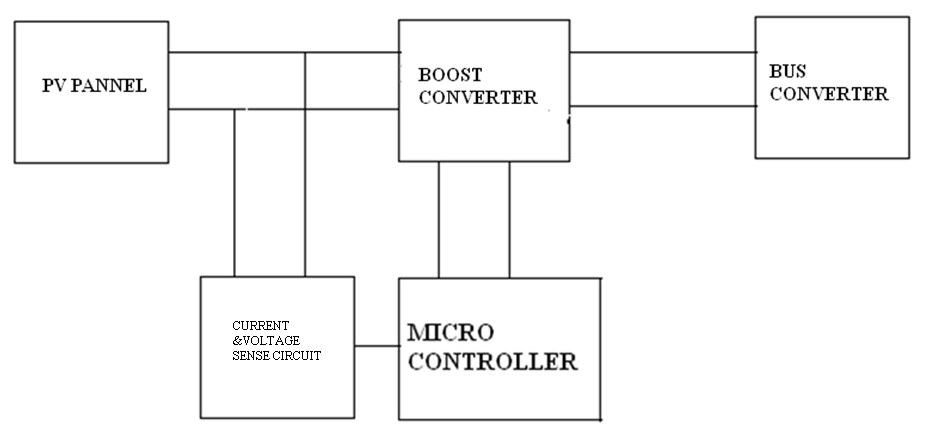 PV PANNEL
BOOST
CONVERTER
BUS
CONVERTER
CURRENT
&VOLTAGE
SENSE CIRCUIT
MICRO
CONTROLLER